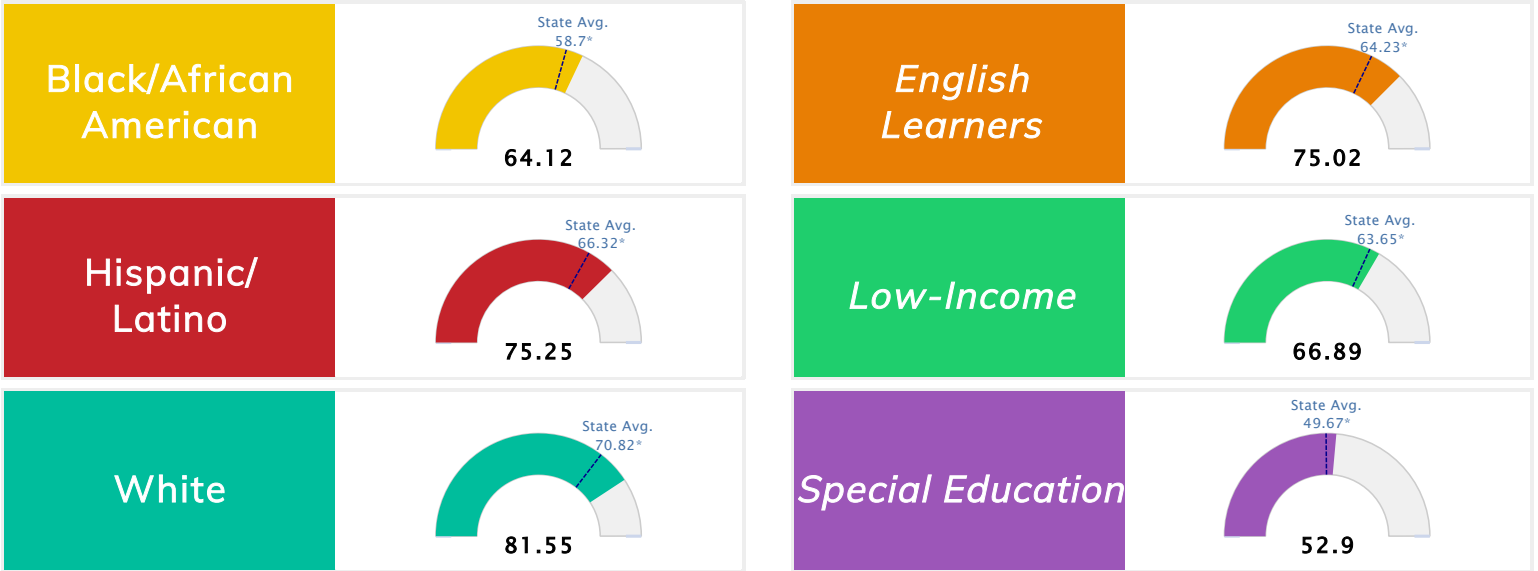 Black/African
American
State Avg.
58.7*
64.12
English
Learners
State Avg.
64.23*
75.02
Hispanic/
Latino
State Avg.
66.32*
75.25
Low-Income
State Avg.
63.65*
66.89
White
State Avg.
70.82*
81.55
Special Education
State Avg.
49.67*
52.9